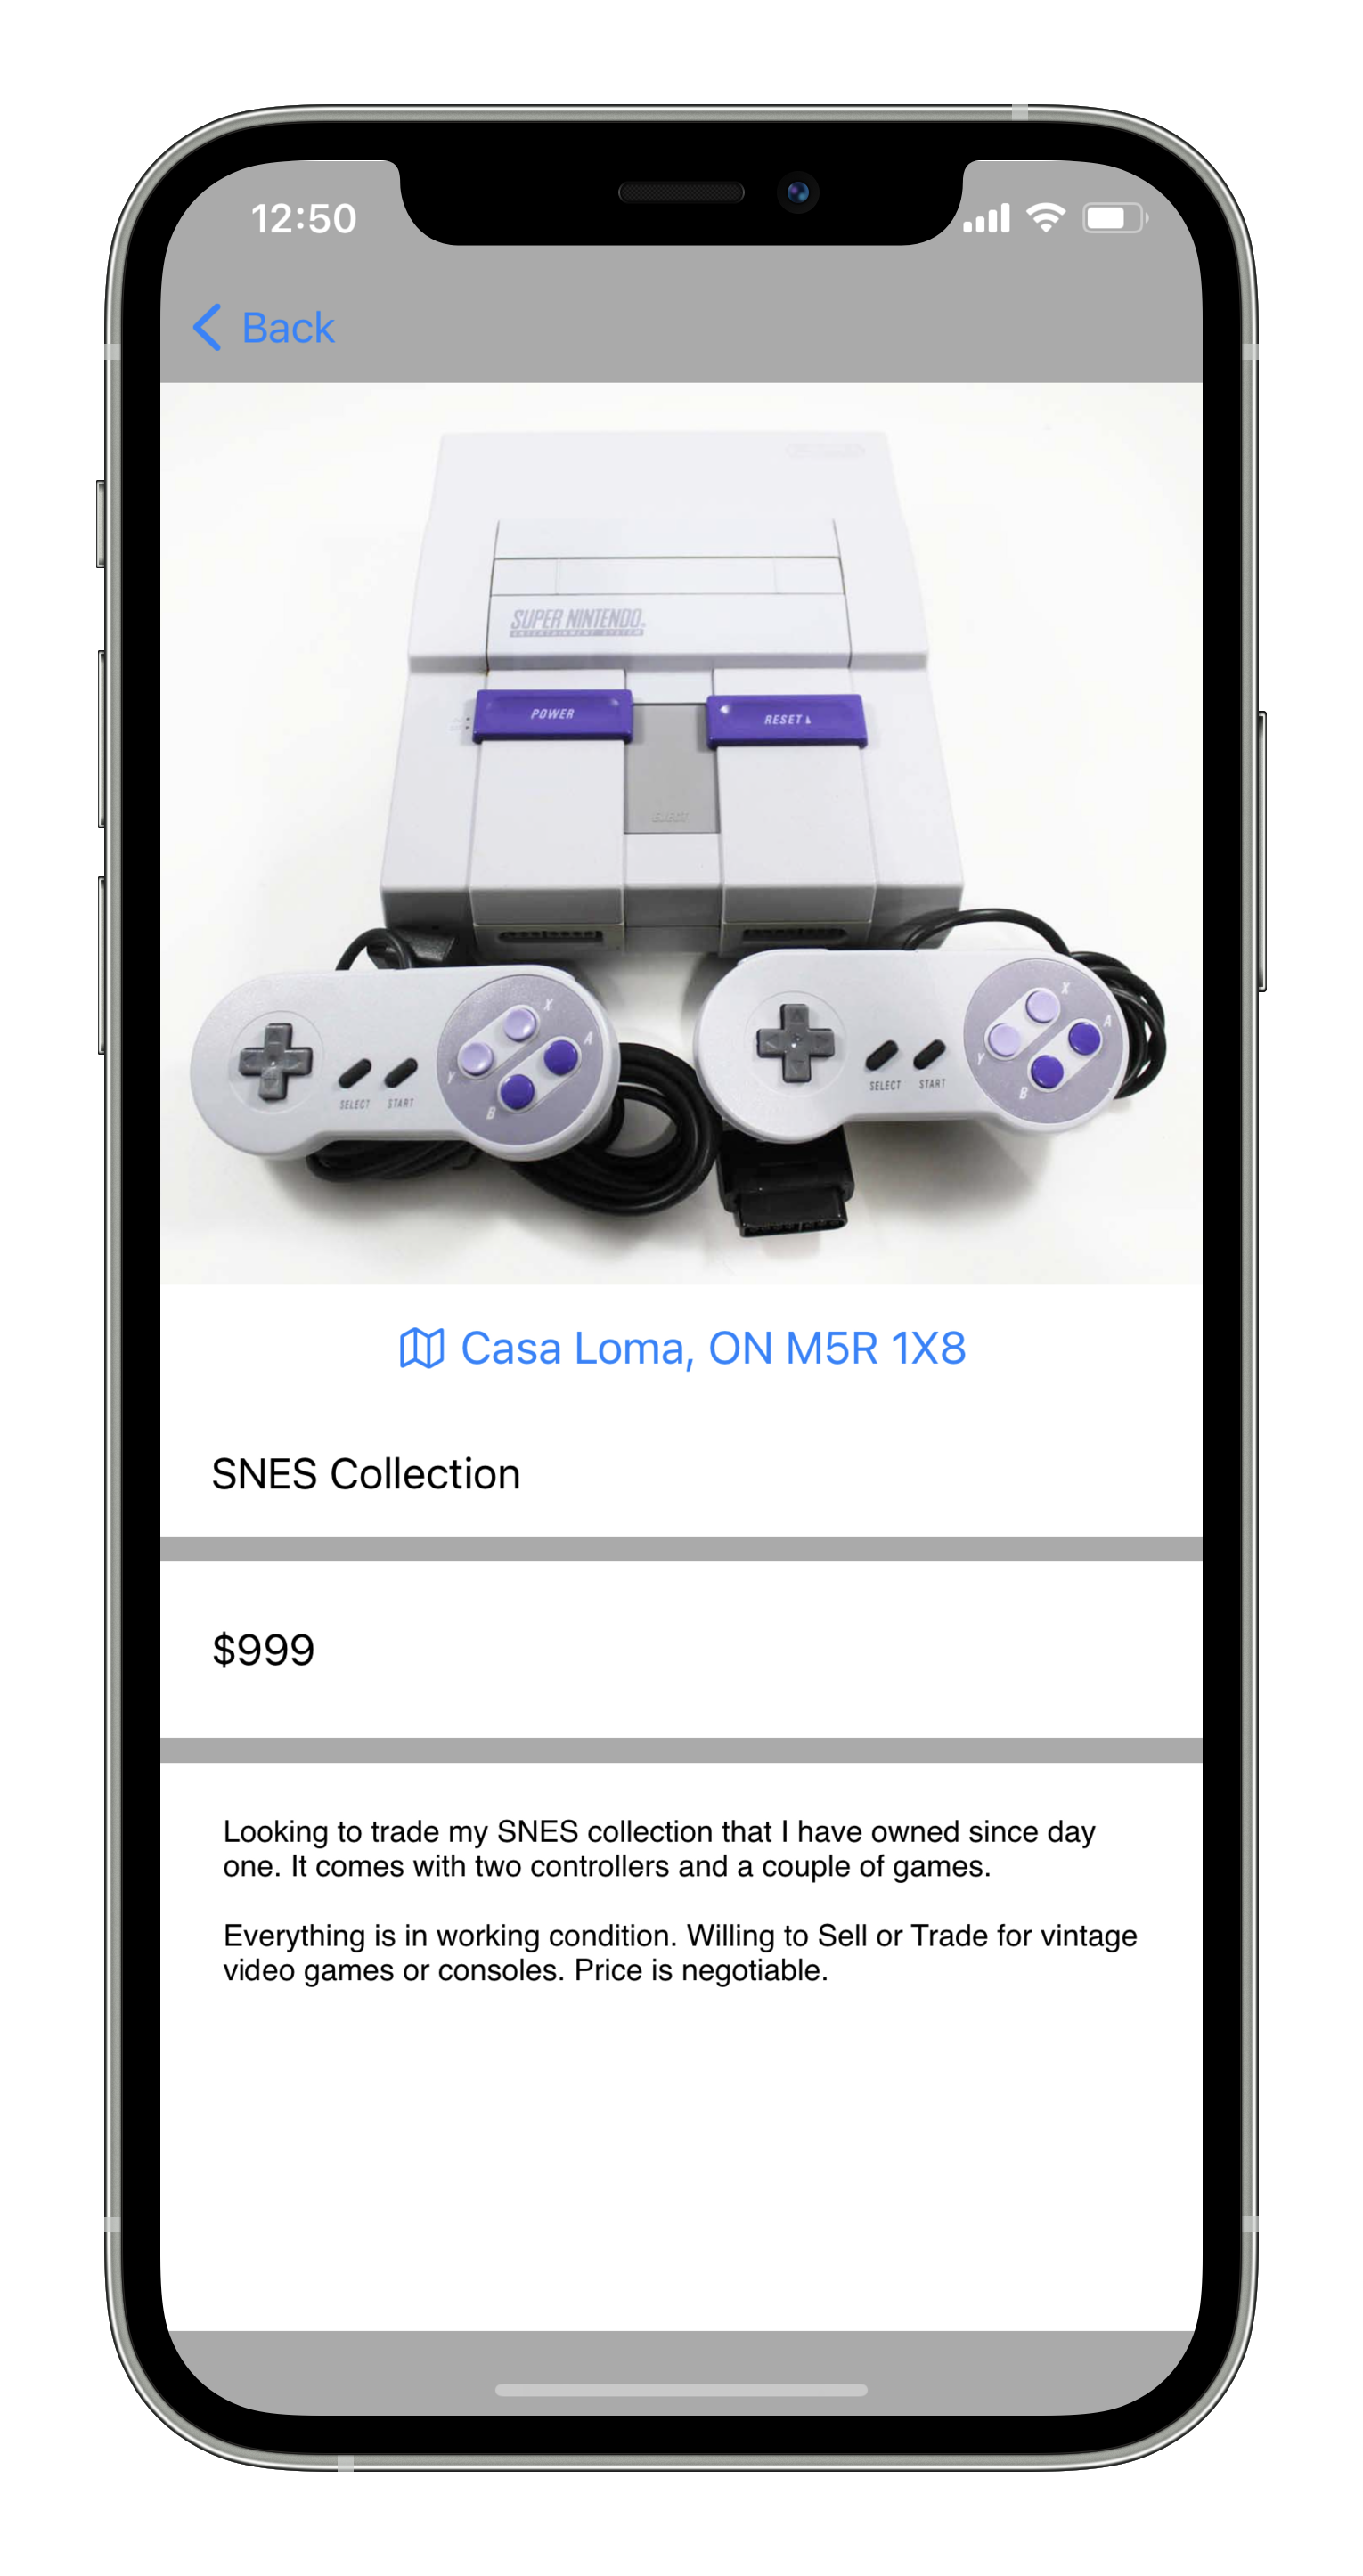 12:50
Back
SUPER NINTENDO
ENTERTAINMENT SYSTEM
POWER
RESET
EJECT
X
A
Y
B
SELECT START
X
A
Y
B
SELECT START
Casa Loma, ON M5R 1X8
SNES Collection
$999
Looking to trade my SNES collection that I have owned since day
one. It comes with two controllers and a couple of games.
Everything is in working condition. Willing to Sell or Trade for vintage
video games or consoles. Price is negotiable.